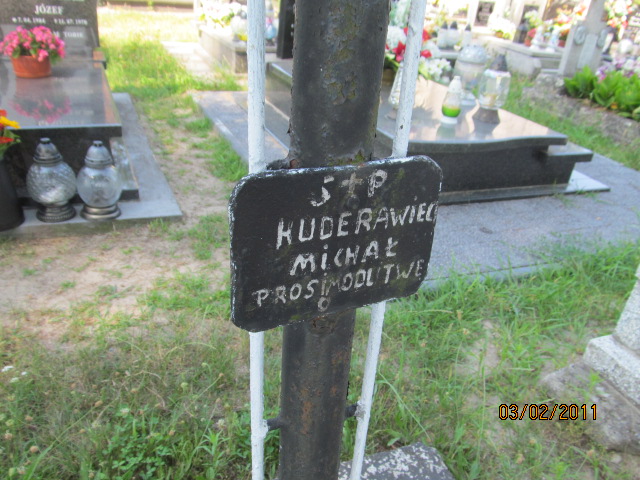 JÓZEF
S + P
KUDERAWIEC
MICHAŁ
PROSI MODLITWE
O
03/02/2011